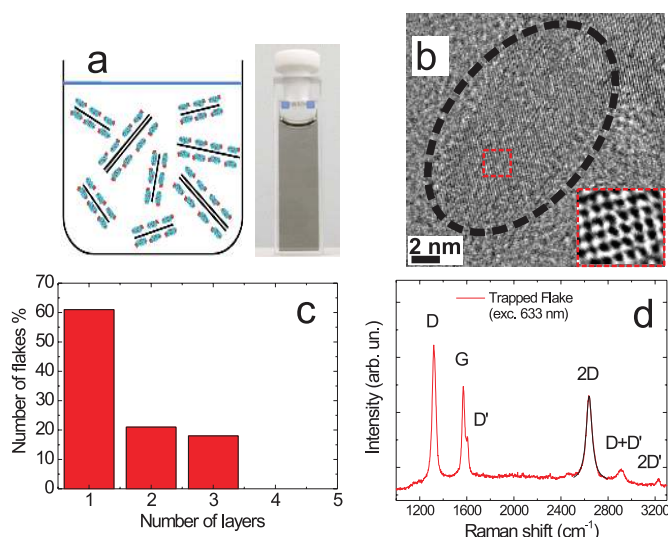 a
b
2 nm
c
70
60
50
40
30
20
10
0
Number of flakes %
1 2 3 4 5
Number of layers
d
Trapped Flake
(exc. 633 nm)
D
G
D'
2D
D+D'
2D'
Intensity (arb. un.)
1200 1600 2000 2400 2800 3200
Raman shift (cm⁻¹)